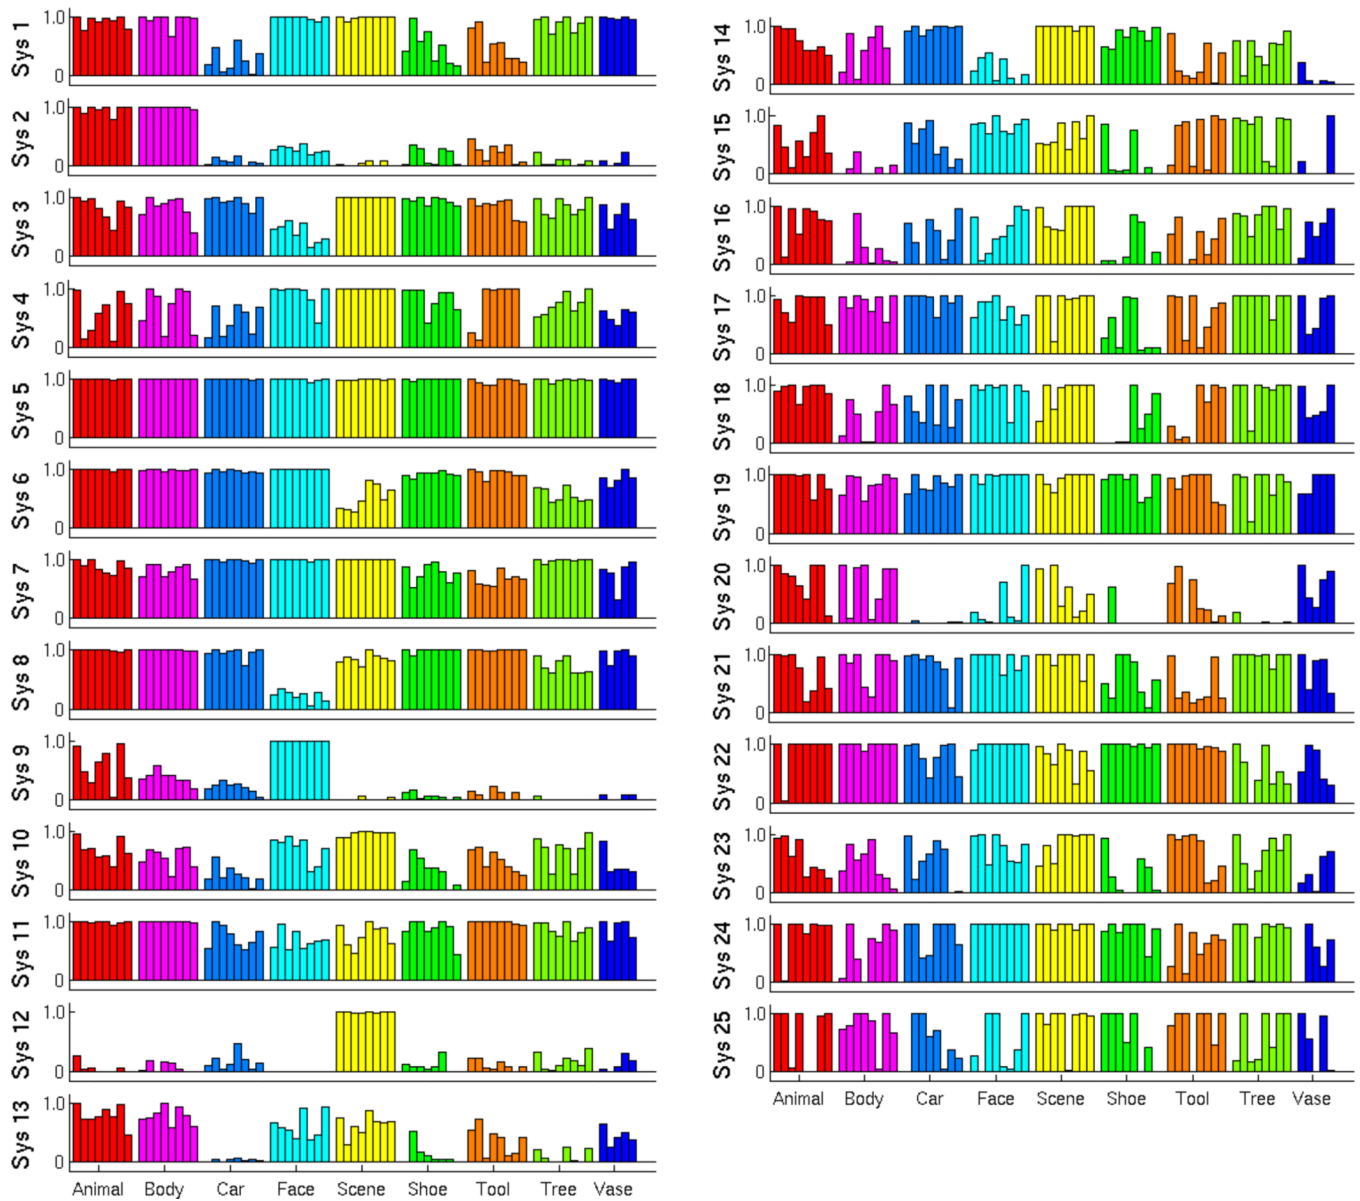 Sys 1
1.0
0
Sys 2
1.0
0
Sys 3
1.0
0
Sys 4
1.0
0
Sys 5
1.0
0
Sys 6
1.0
0
Sys 7
1.0
0
Sys 8
1.0
0
Sys 9
1.0
0
Sys 10
1.0
0
Sys 11
1.0
0
Sys 12
1.0
0
Sys 13
1.0
0
Animal Body Car Face Scene Shoe Tool Tree Vase
Sys 14
1.0
0
Sys 15
1.0
0
Sys 16
1.0
0
Sys 17
1.0
0
Sys 18
1.0
0
Sys 19
1.0
0
Sys 20
1.0
0
Sys 21
1.0
0
Sys 22
1.0
0
Sys 23
1.0
0
Sys 24
1.0
0
Sys 25
1.0
0
Animal Body Car Face Scene Shoe Tool Tree Vase